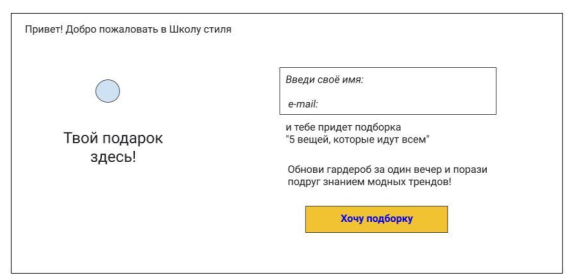 Привет! Добро пожаловать в Школу стиля
Твой подарок
здесь!
Введи своё имя:
e-mail:
и тебе придет подборка
"5 вещей, которые идут всем"
Обнови гардероб за один вечер и порази
подруг знанием модных трендов!
Хочу подборку